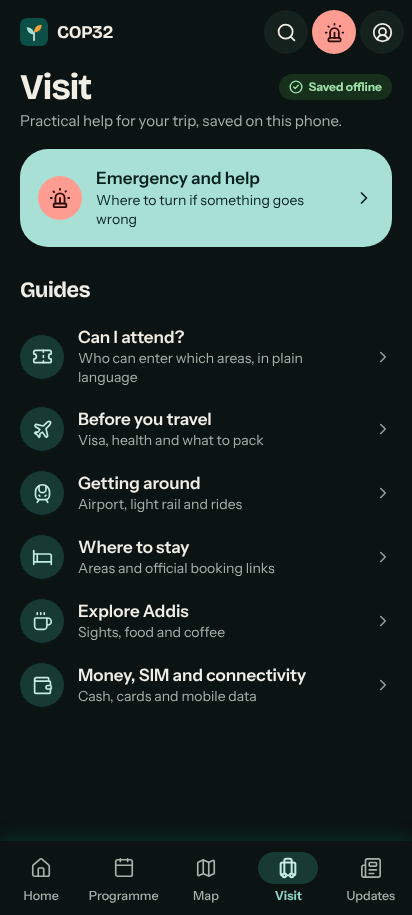 COP32
Visit
Saved offline
Practical help for your trip, saved on this phone.
Emergency and help
Where to turn if something goes
wrong
Guides
Can I attend?
Who can enter which areas, in plain
language
Before you travel
Visa, health and what to pack
Getting around
Airport, light rail and rides
Where to stay
Areas and official booking links
Explore Addis
Sights, food and coffee
Money, SIM and connectivity
Cash, cards and mobile data
Home
Programme
Map
Visit
Updates